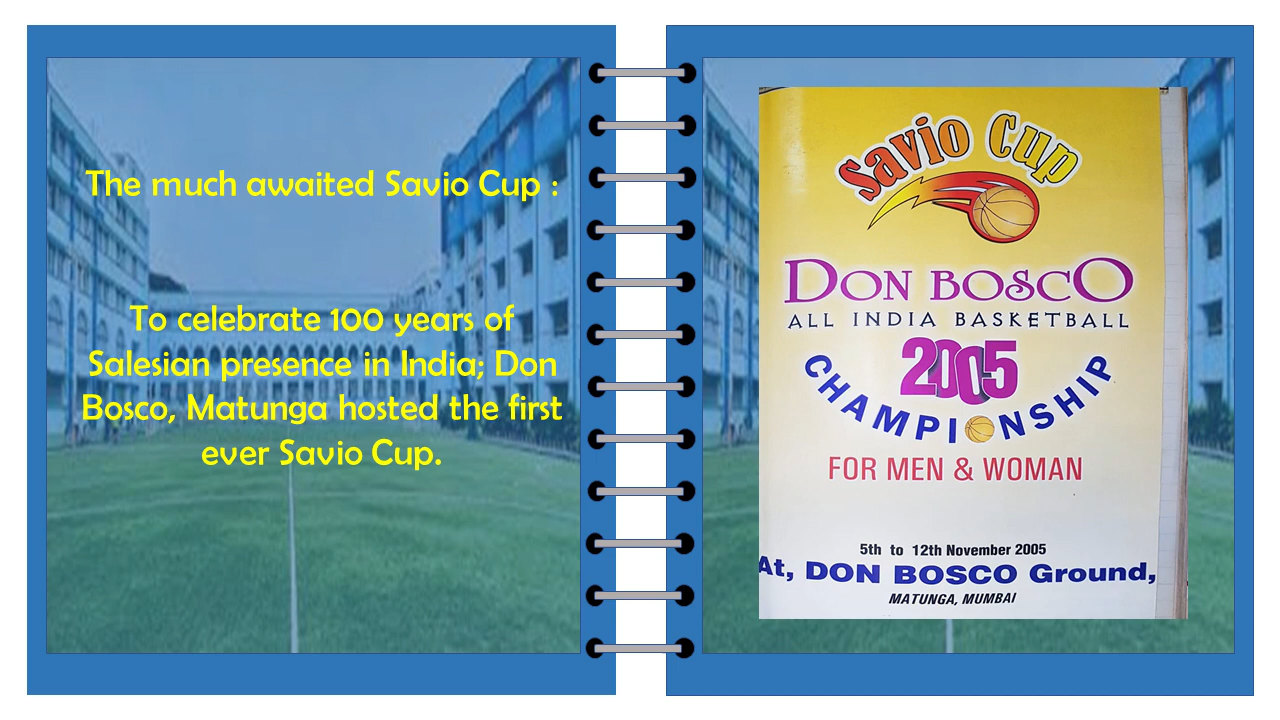 The much awaited Savio Cup :
To celebrate 100 years of
Salesian presence in India; Don
Bosco, Matunga hosted the first
ever Savio Cup.
Savio Cup
DON BOSCO
ALL INDIA BASKETBALL
2005
CHAMPIONSHIP
FOR MEN & WOMAN
5th to 12th November 2005
At, DON BOSCO Ground,
MATUNGA, MUMBAI